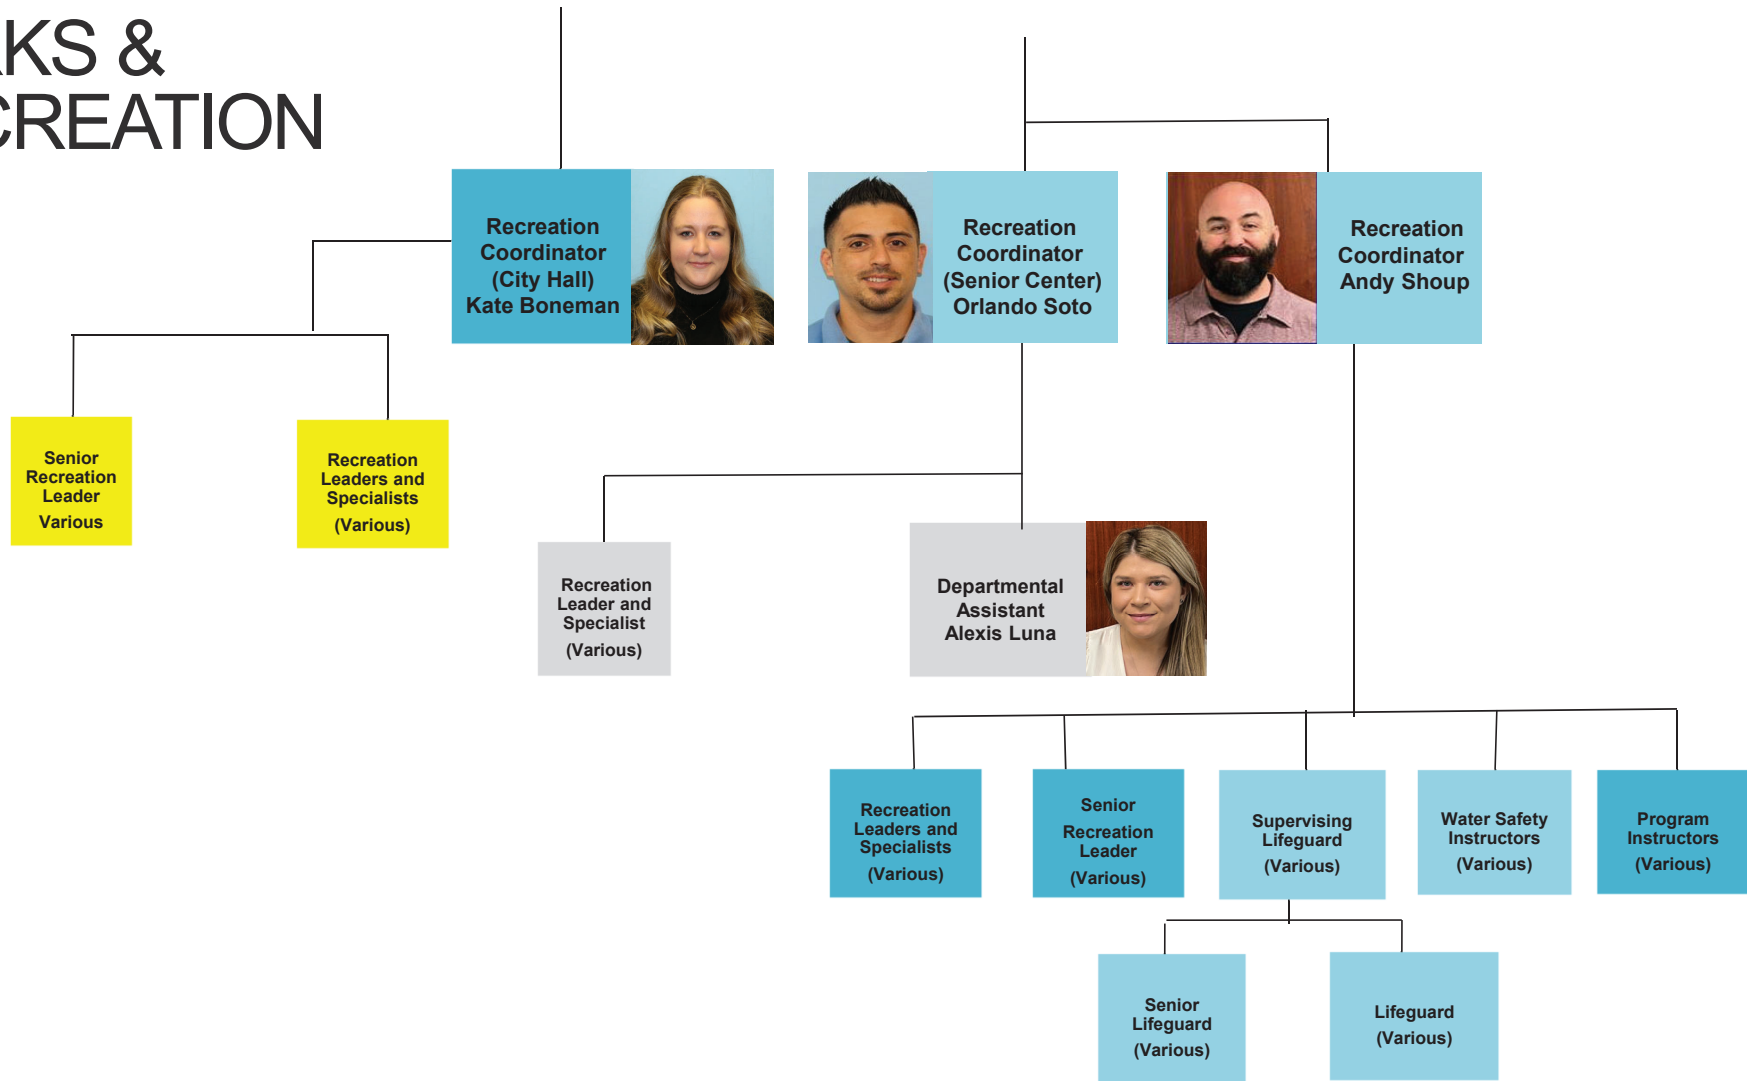 RKS &
CREATION
Recreation
Coordinator
(City Hall)
Kate Boneman
Recreation
Coordinator
(Senior Center)
Orlando Soto
Recreation
Coordinator
Andy Shoup
Senior
Recreation
Leader
Various
Recreation
Leaders and
Specialists
(Various)
Recreation
Leader and
Specialist
(Various)
Departmental
Assistant
Alexis Luna
Recreation
Leaders and
Specialists
(Various)
Senior
Recreation
Leader
(Various)
Supervising
Lifeguard
(Various)
Water Safety
Instructors
(Various)
Program
Instructors
(Various)
Senior
Lifeguard
(Various)
Lifeguard
(Various)